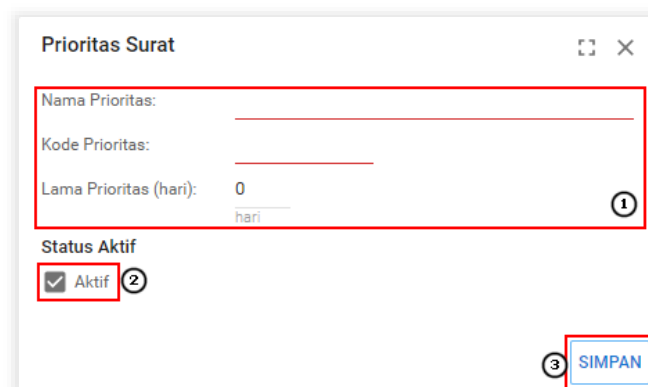 Prioritas Surat
Nama Prioritas:
Kode Prioritas:
Lama Prioritas (hari): 0
hari
1
Status Aktif
Aktif 2
3 SIMPAN